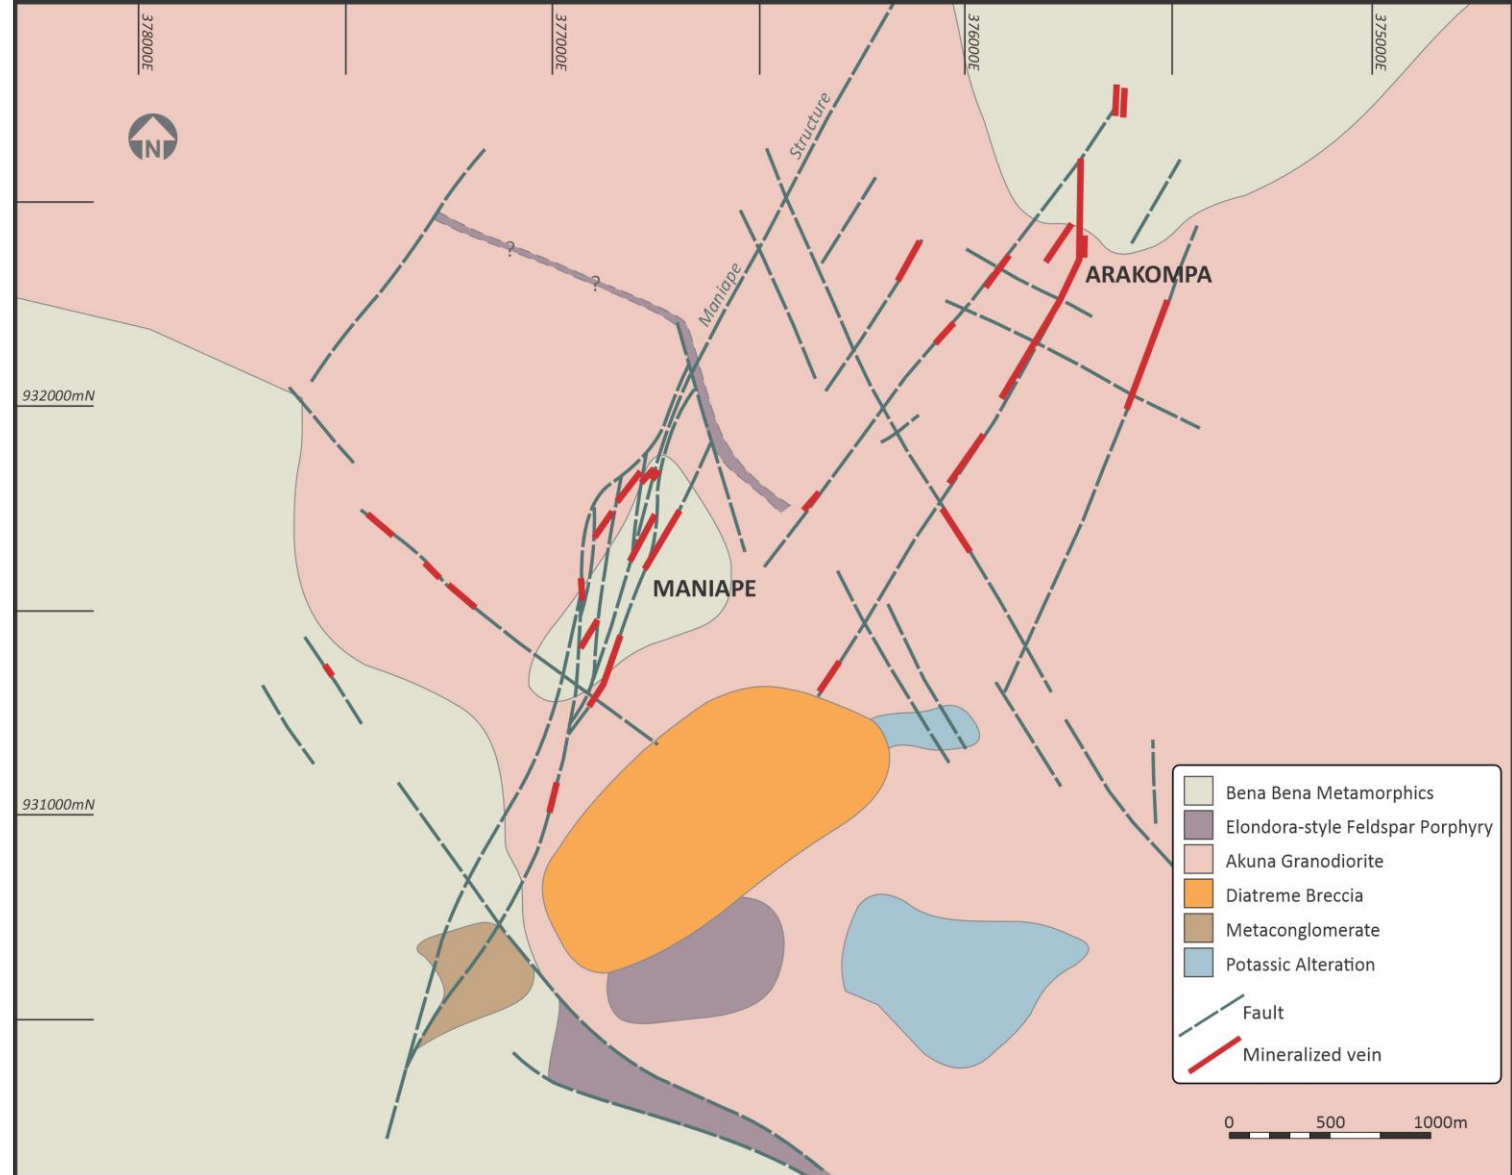 378000E
377000E
376000E
375000E
N
Structure
Maniape
?
?
ARAKOMPA
932000mN
MANIAPE
931000mN
Bena Bena Metamorphics
Elondora-style Feldspar Porphyry
Akuna Granodiorite
Diatreme Breccia
Metaconglomerate
Potassic Alteration
Fault
Mineralized vein
0 500 1000m